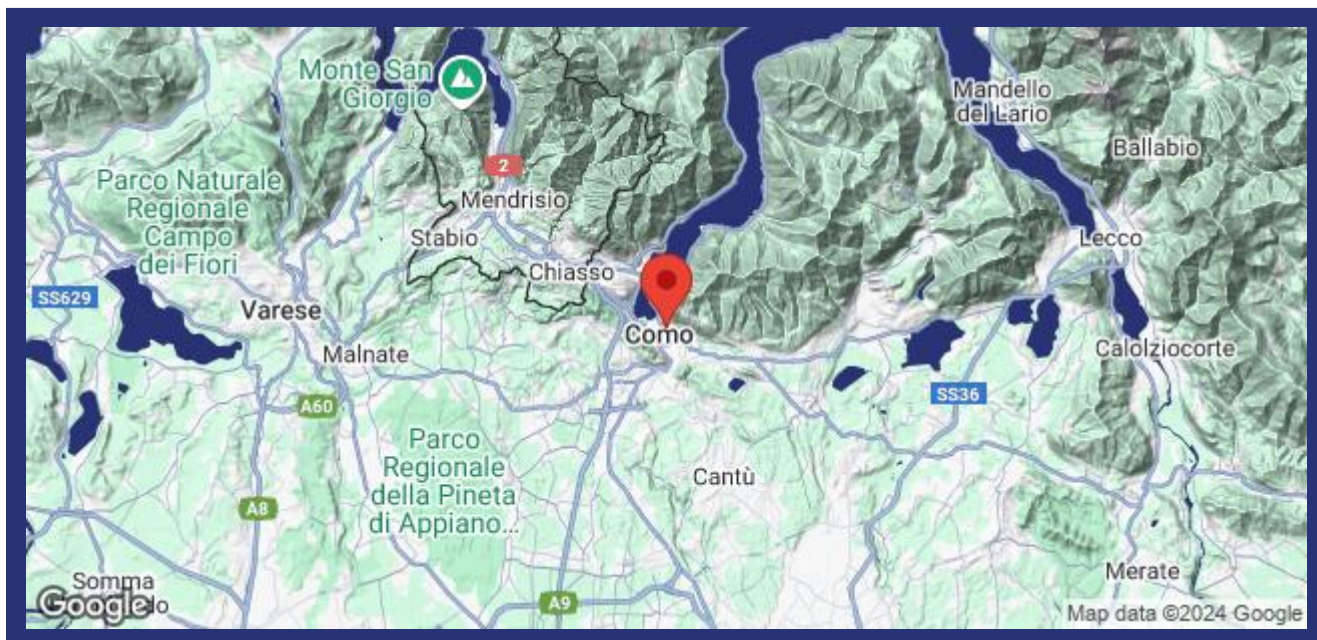 Monte San
Giorgio
Mandello
del Lario
Ballabio
2
Parco Naturale
Regionale
Campo
dei Fiori
Mendrisio
Stabio
Lecco
Chiasso
SS629
Varese
Como
Malnate
Calolziocorte
SS36
A60
Parco
Regionale
della Pineta
di Appiano...
Cantù
A8
Merate
Somma
Google
A9
Map data ©2024 Google